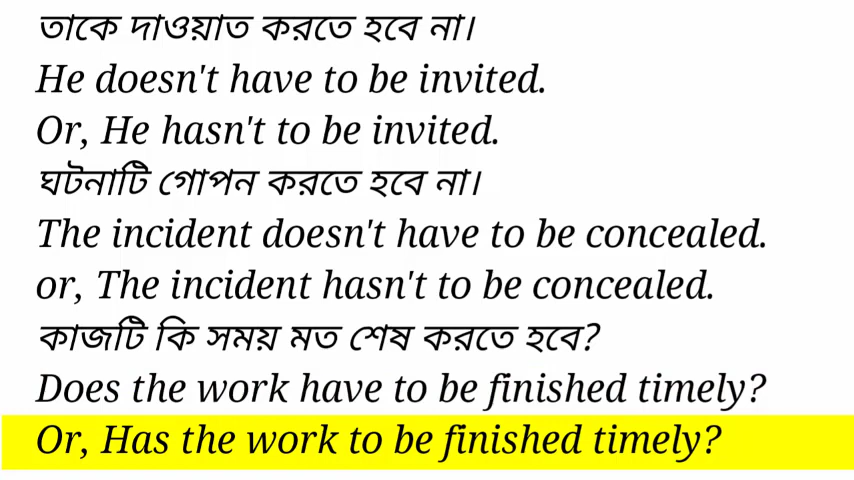 তাকে দাওয়াত করতে হবে না।
He doesn't have to be invited.
Or, He hasn't to be invited.
ঘটনাটি গোপন করতে হবে না।
The incident doesn't have to be concealed.
or, The incident hasn't to be concealed.
কাজটি কি সময় মত শেষ করতে হবে?
Does the work have to be finished timely?
Or, Has the work to be finished timely?